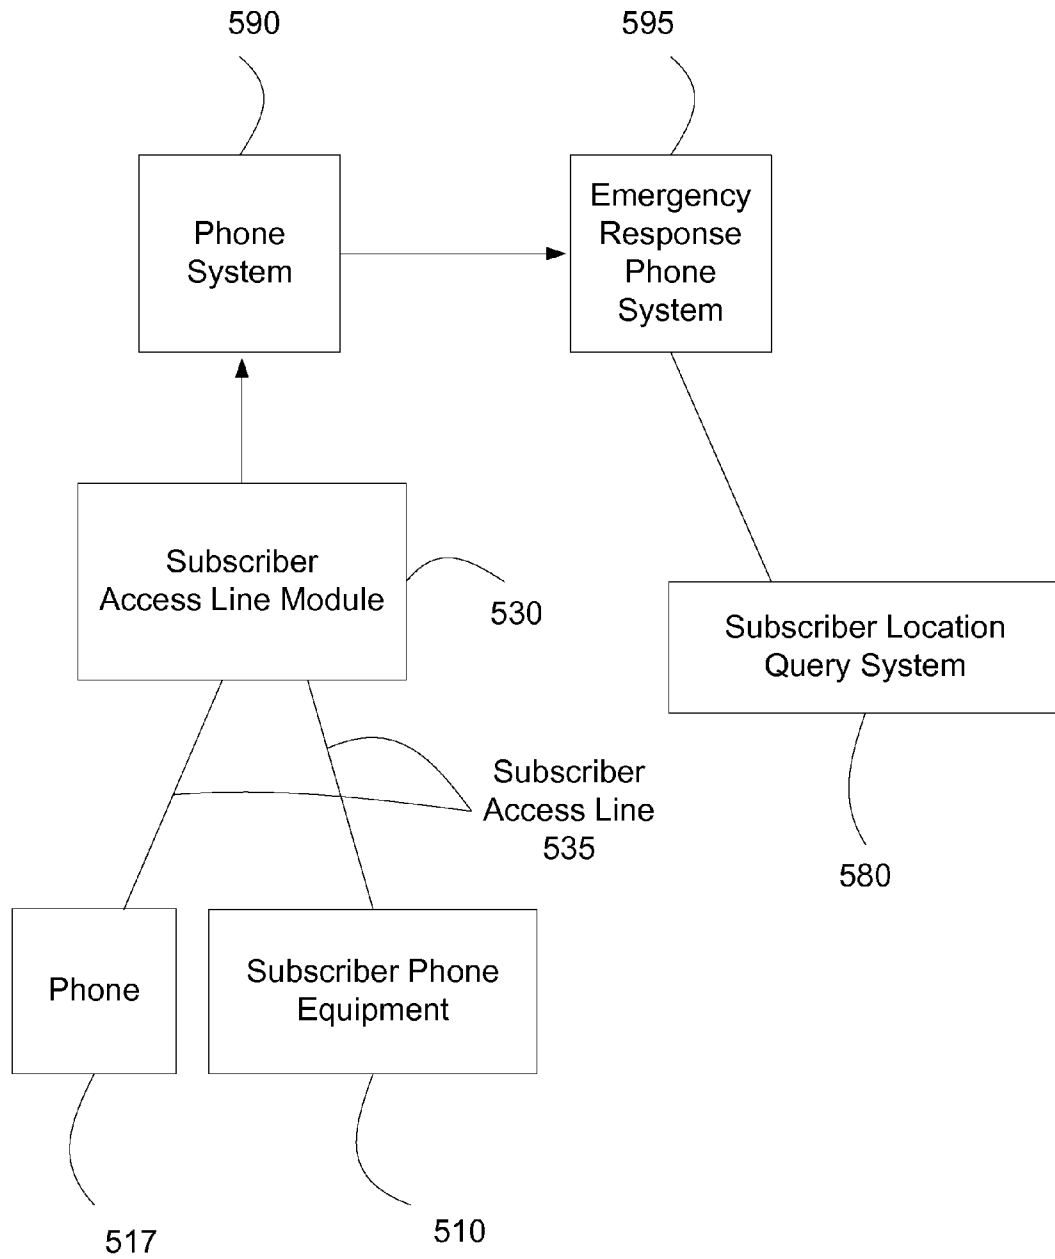 590
595
Phone
System
Emergency
Response
Phone
System
Subscriber
Access Line Module
530
Subscriber Location
Query System
580
Subscriber
Access Line
535
Phone
Subscriber Phone
Equipment
517
510